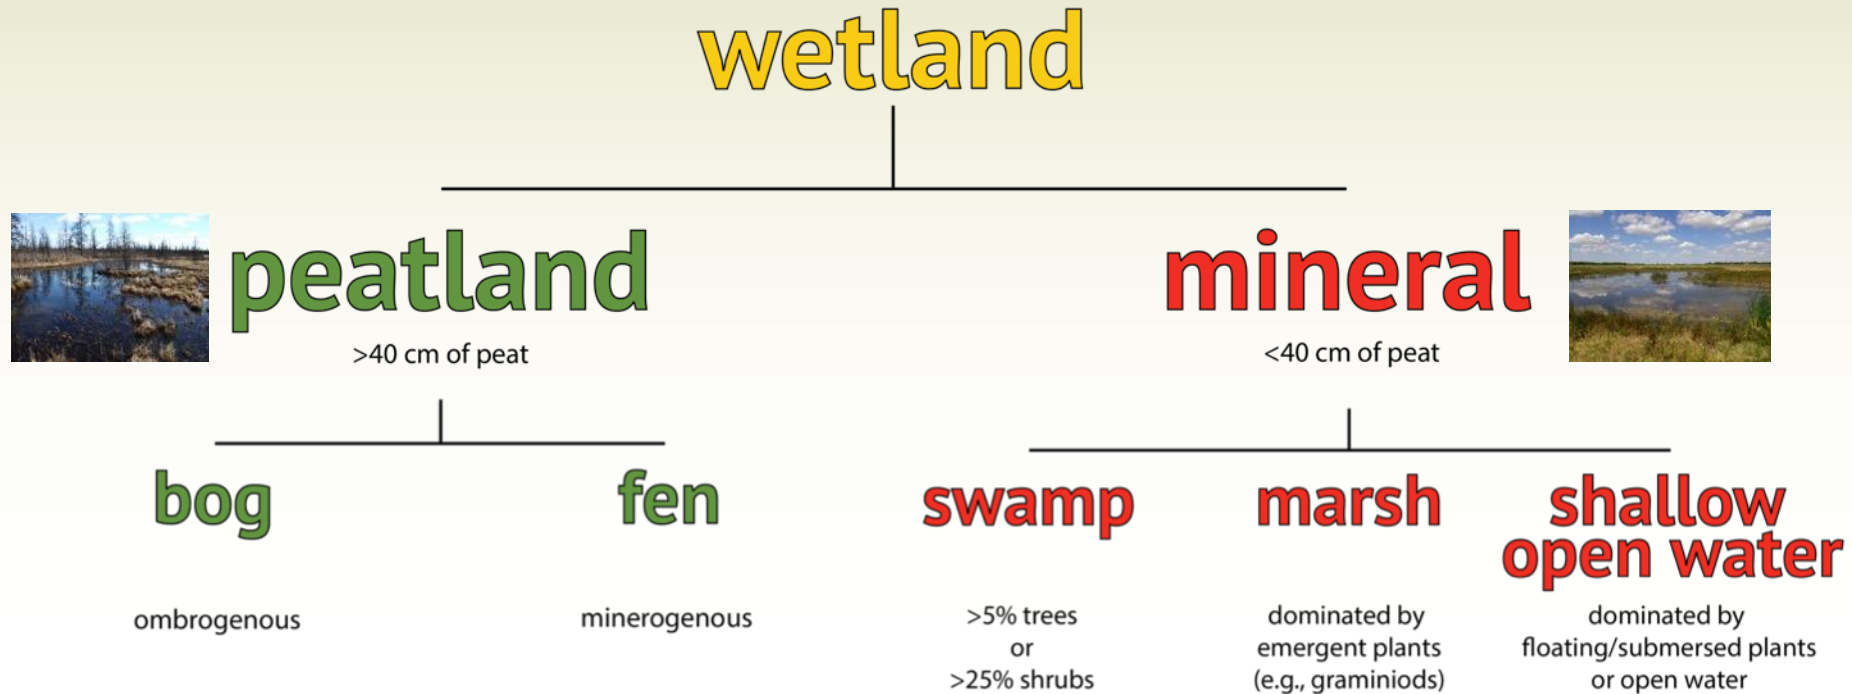 wetland
peatland
mineral
>40 cm of peat
<40 cm of peat
bog
fen
swamp
marsh
shallow
open water
ombrogenous
minerogenous
>5% trees
or
>25% shrubs
dominated by
emergent plants
(e.g., graminiods)
dominated by
floating/submersed plants
or open water